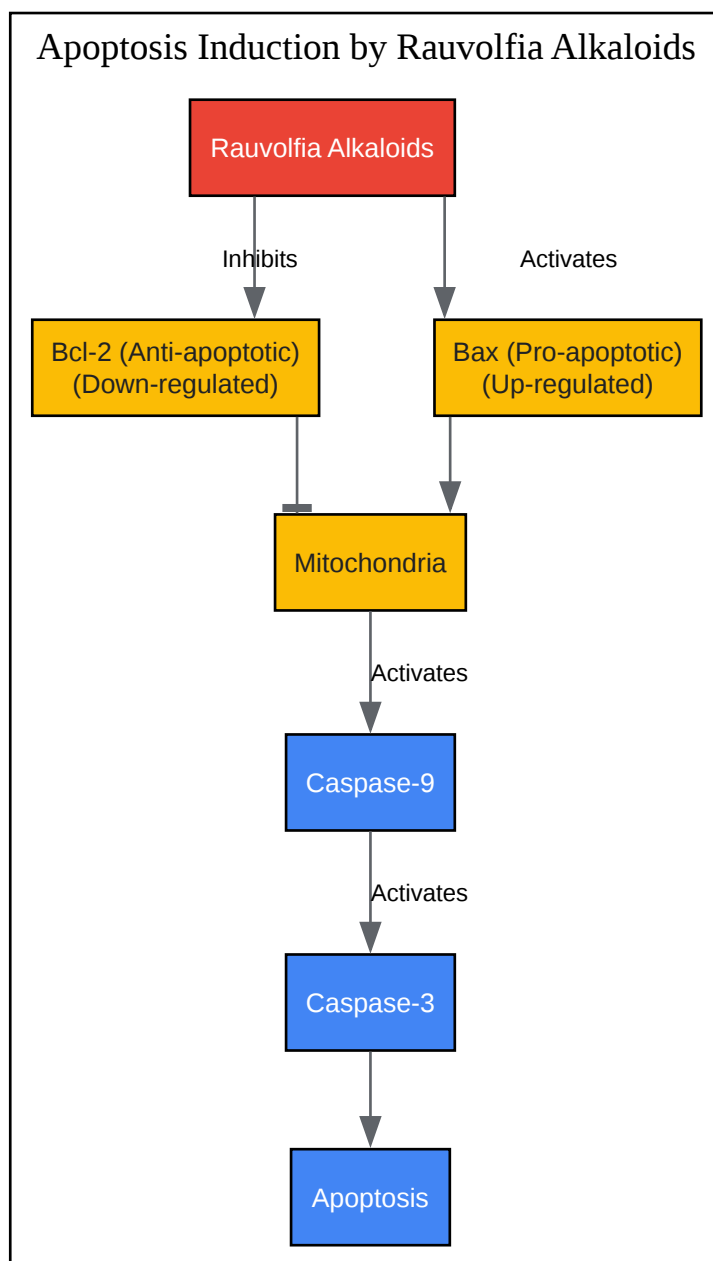 Apoptosis Induction by Rauvolfia Alkaloids
Rauvolfia Alkaloids
Inhibits
Activates
Bcl-2 (Anti-apoptotic)
(Down-regulated)
Bax (Pro-apoptotic)
(Up-regulated)
Mitochondria
Activates
Caspase-9
Activates
Caspase-3
Apoptosis